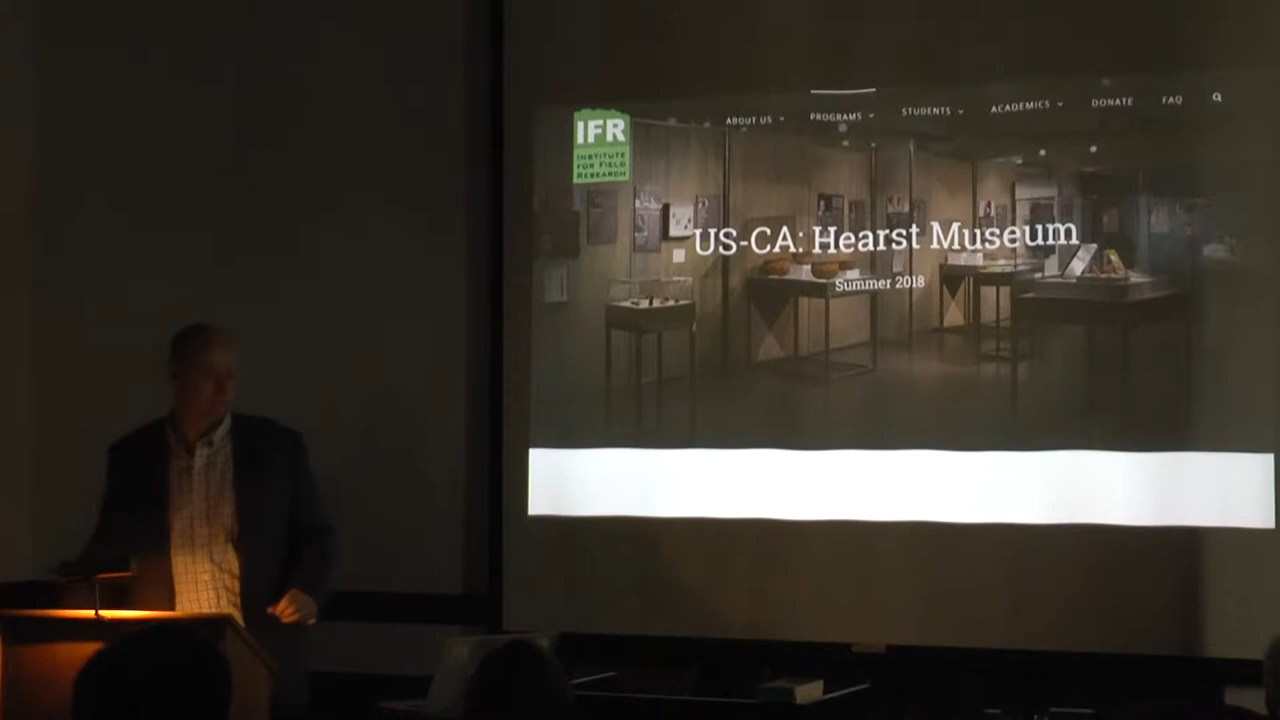 IFR
INSTITUTE
FOR FIELD
RESEARCH
ABOUT US PROGRAMS STUDENTS ACADEMICS DONATE FAQ
US-CA: Hearst Museum
Summer 2018